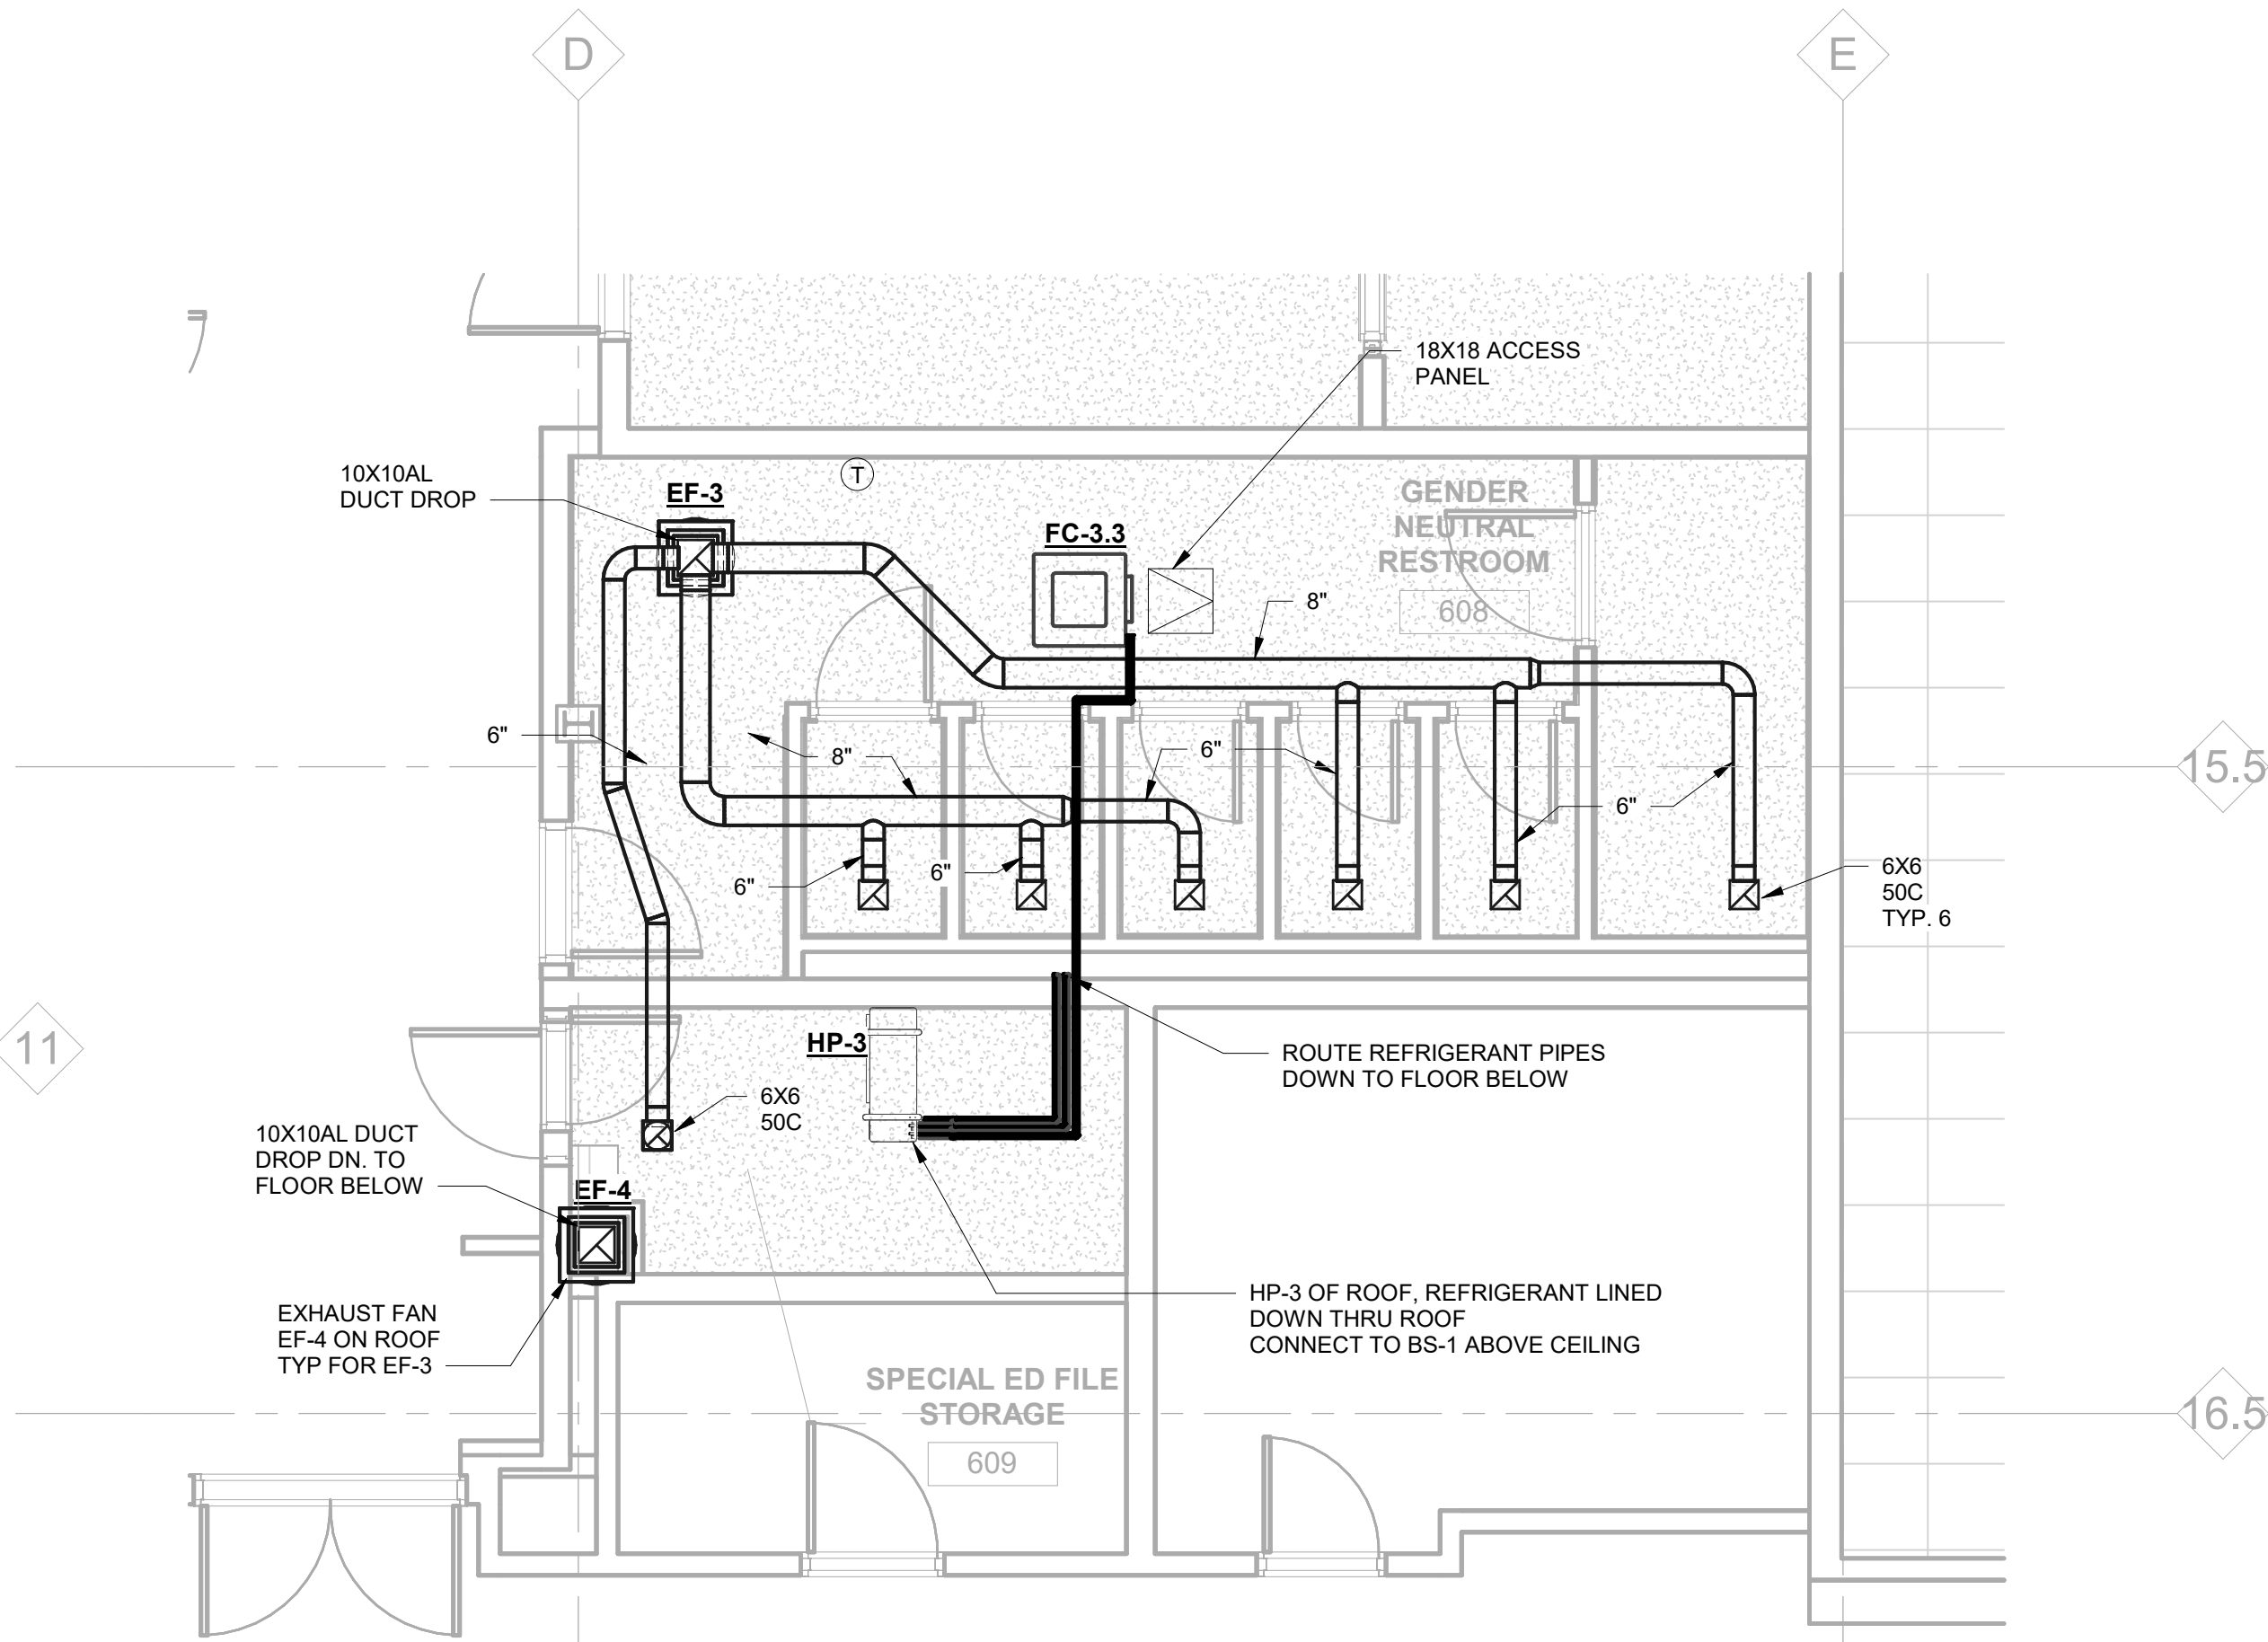 D
E
18X18 ACCESS
PANEL
10X10AL
DUCT DROP
EF-3
T
GENDER
NEUTRAL
RESTROOM
608
FC-3.3
8"
6"
8"
6"
15.5
6"
6"
6"
6X6
50C
TYP. 6
11
HP-3
ROUTE REFRIGERANT PIPES
DOWN TO FLOOR BELOW
6X6
50C
10X10AL DUCT
DROP DN. TO
FLOOR BELOW
EF-4
EXHAUST FAN
EF-4 ON ROOF
TYP FOR EF-3
HP-3 OF ROOF, REFRIGERANT LINED
DOWN THRU ROOF
CONNECT TO BS-1 ABOVE CEILING
SPECIAL ED FILE
STORAGE
609
16.5